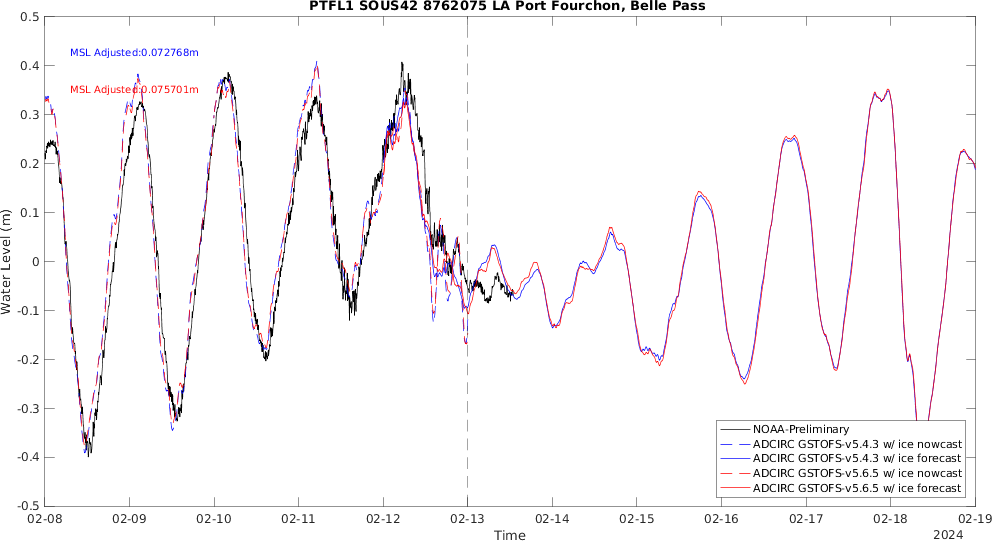 PTFL1 SOUS42 8762075 LA Port Fourchon, Belle Pass
MSL Adjusted:0.072768m
MSL Adjusted:0.075701m
Water Level (m)
0.5
0.4
0.3
0.2
0.1
0
-0.1
-0.2
-0.3
-0.4
-0.5
NOAA-Preliminary
ADCIRC GSTOFS-v5.4.3 w/ ice nowcast
ADCIRC GSTOFS-v5.4.3 w/ ice forecast
ADCIRC GSTOFS-v5.6.5 w/ ice nowcast
ADCIRC GSTOFS-v5.6.5 w/ ice forecast
02-08 02-09 02-10 02-11 02-12 02-13 02-14 02-15 02-16 02-17 02-18 02-19
Time
2024